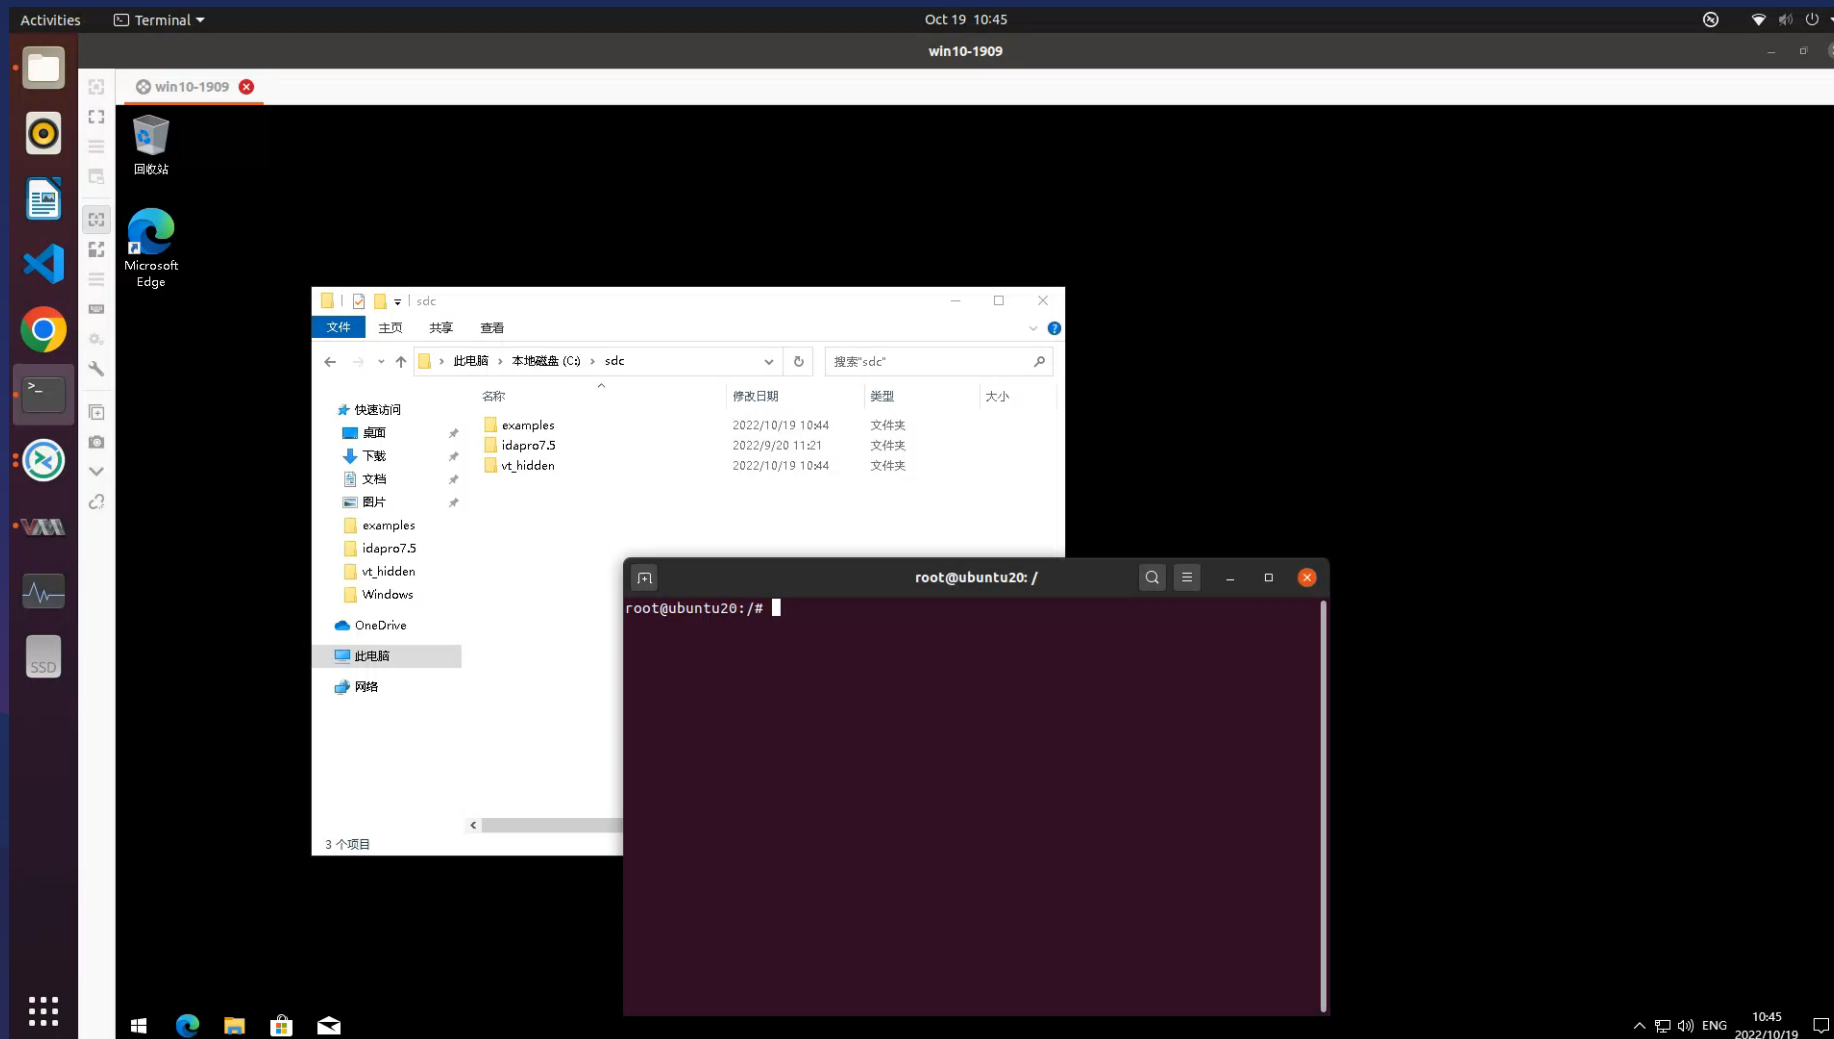 Activities
Terminal
Oct 19 10:45
win10-1909
win10-1909
回收站
Microsoft
Edge
sdc
文件 主页 共享 查看
此电脑 本地磁盘 (C:) sdc
搜索"sdc"
名称 修改日期 类型 大小
examples 2022/10/19 10:44 文件夹
idapro7.5 2022/9/20 11:21 文件夹
vt_hidden 2022/10/19 10:44 文件夹
快速访问
桌面
下载
文档
图片
examples
idapro7.5
vt_hidden
Windows
OneDrive
此电脑
网络
3 个项目
root@ubuntu20: /
root@ubuntu20:/#
>_
SSD
ENG
10:45
2022/10/19